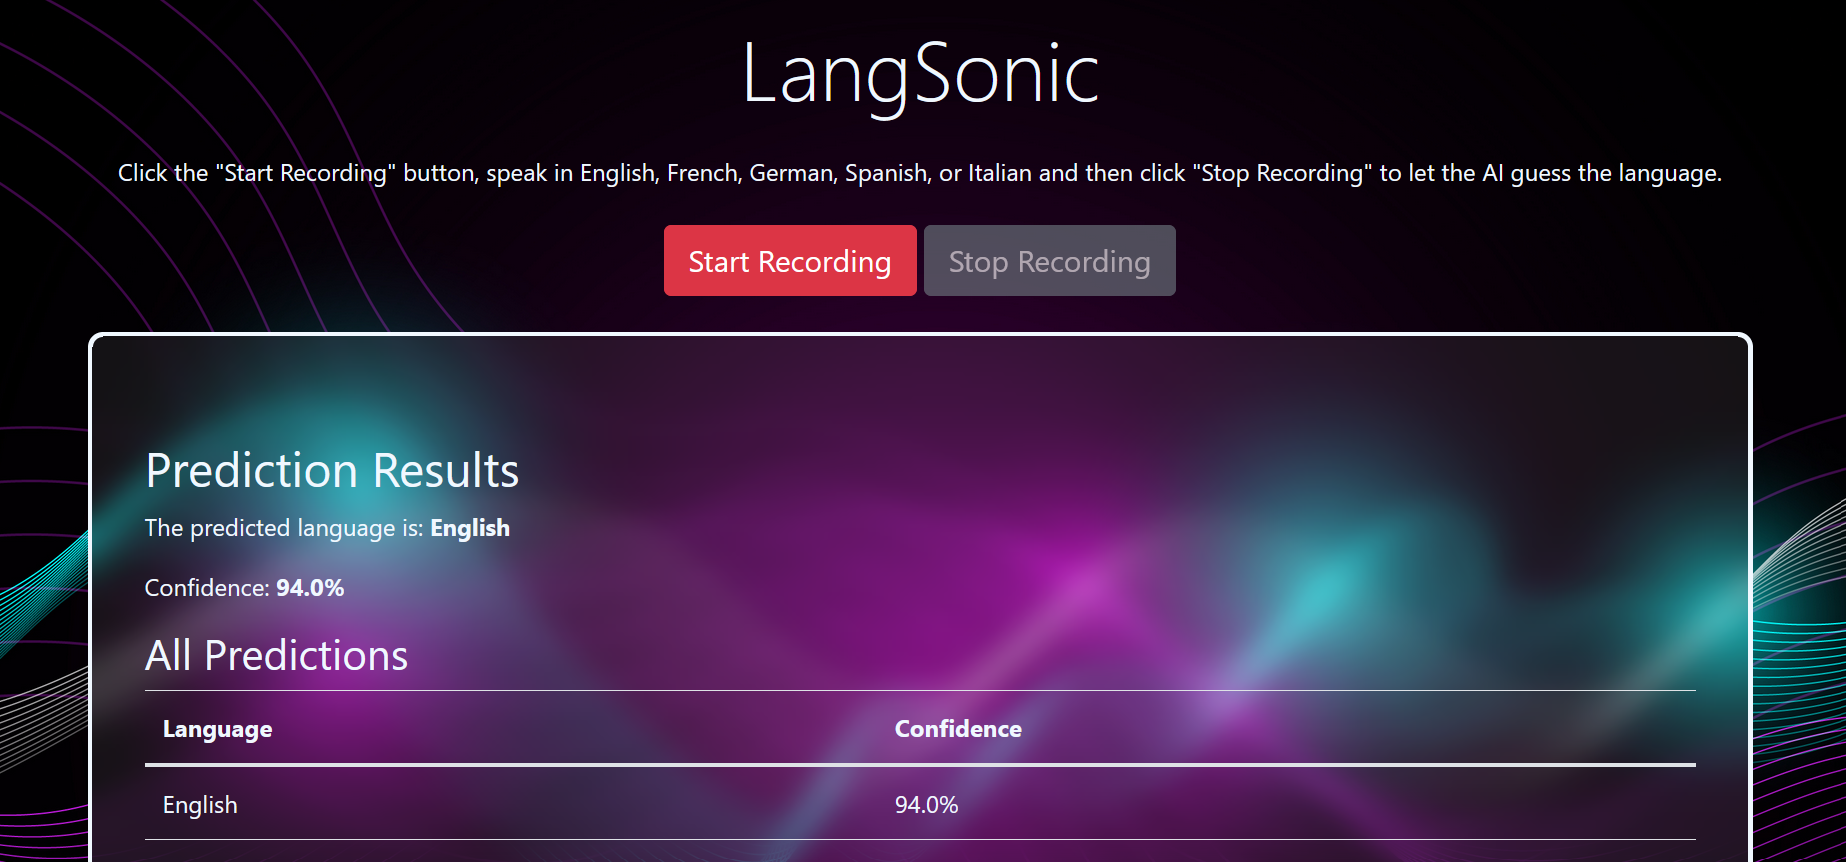 LangSonic
Click the "Start Recording" button, speak in English, French, German, Spanish, or Italian and then click "Stop Recording" to let the AI guess the language.
Start Recording Stop Recording
Prediction Results
The predicted language is: English
Confidence: 94.0%
All Predictions
Language Confidence
English 94.0%